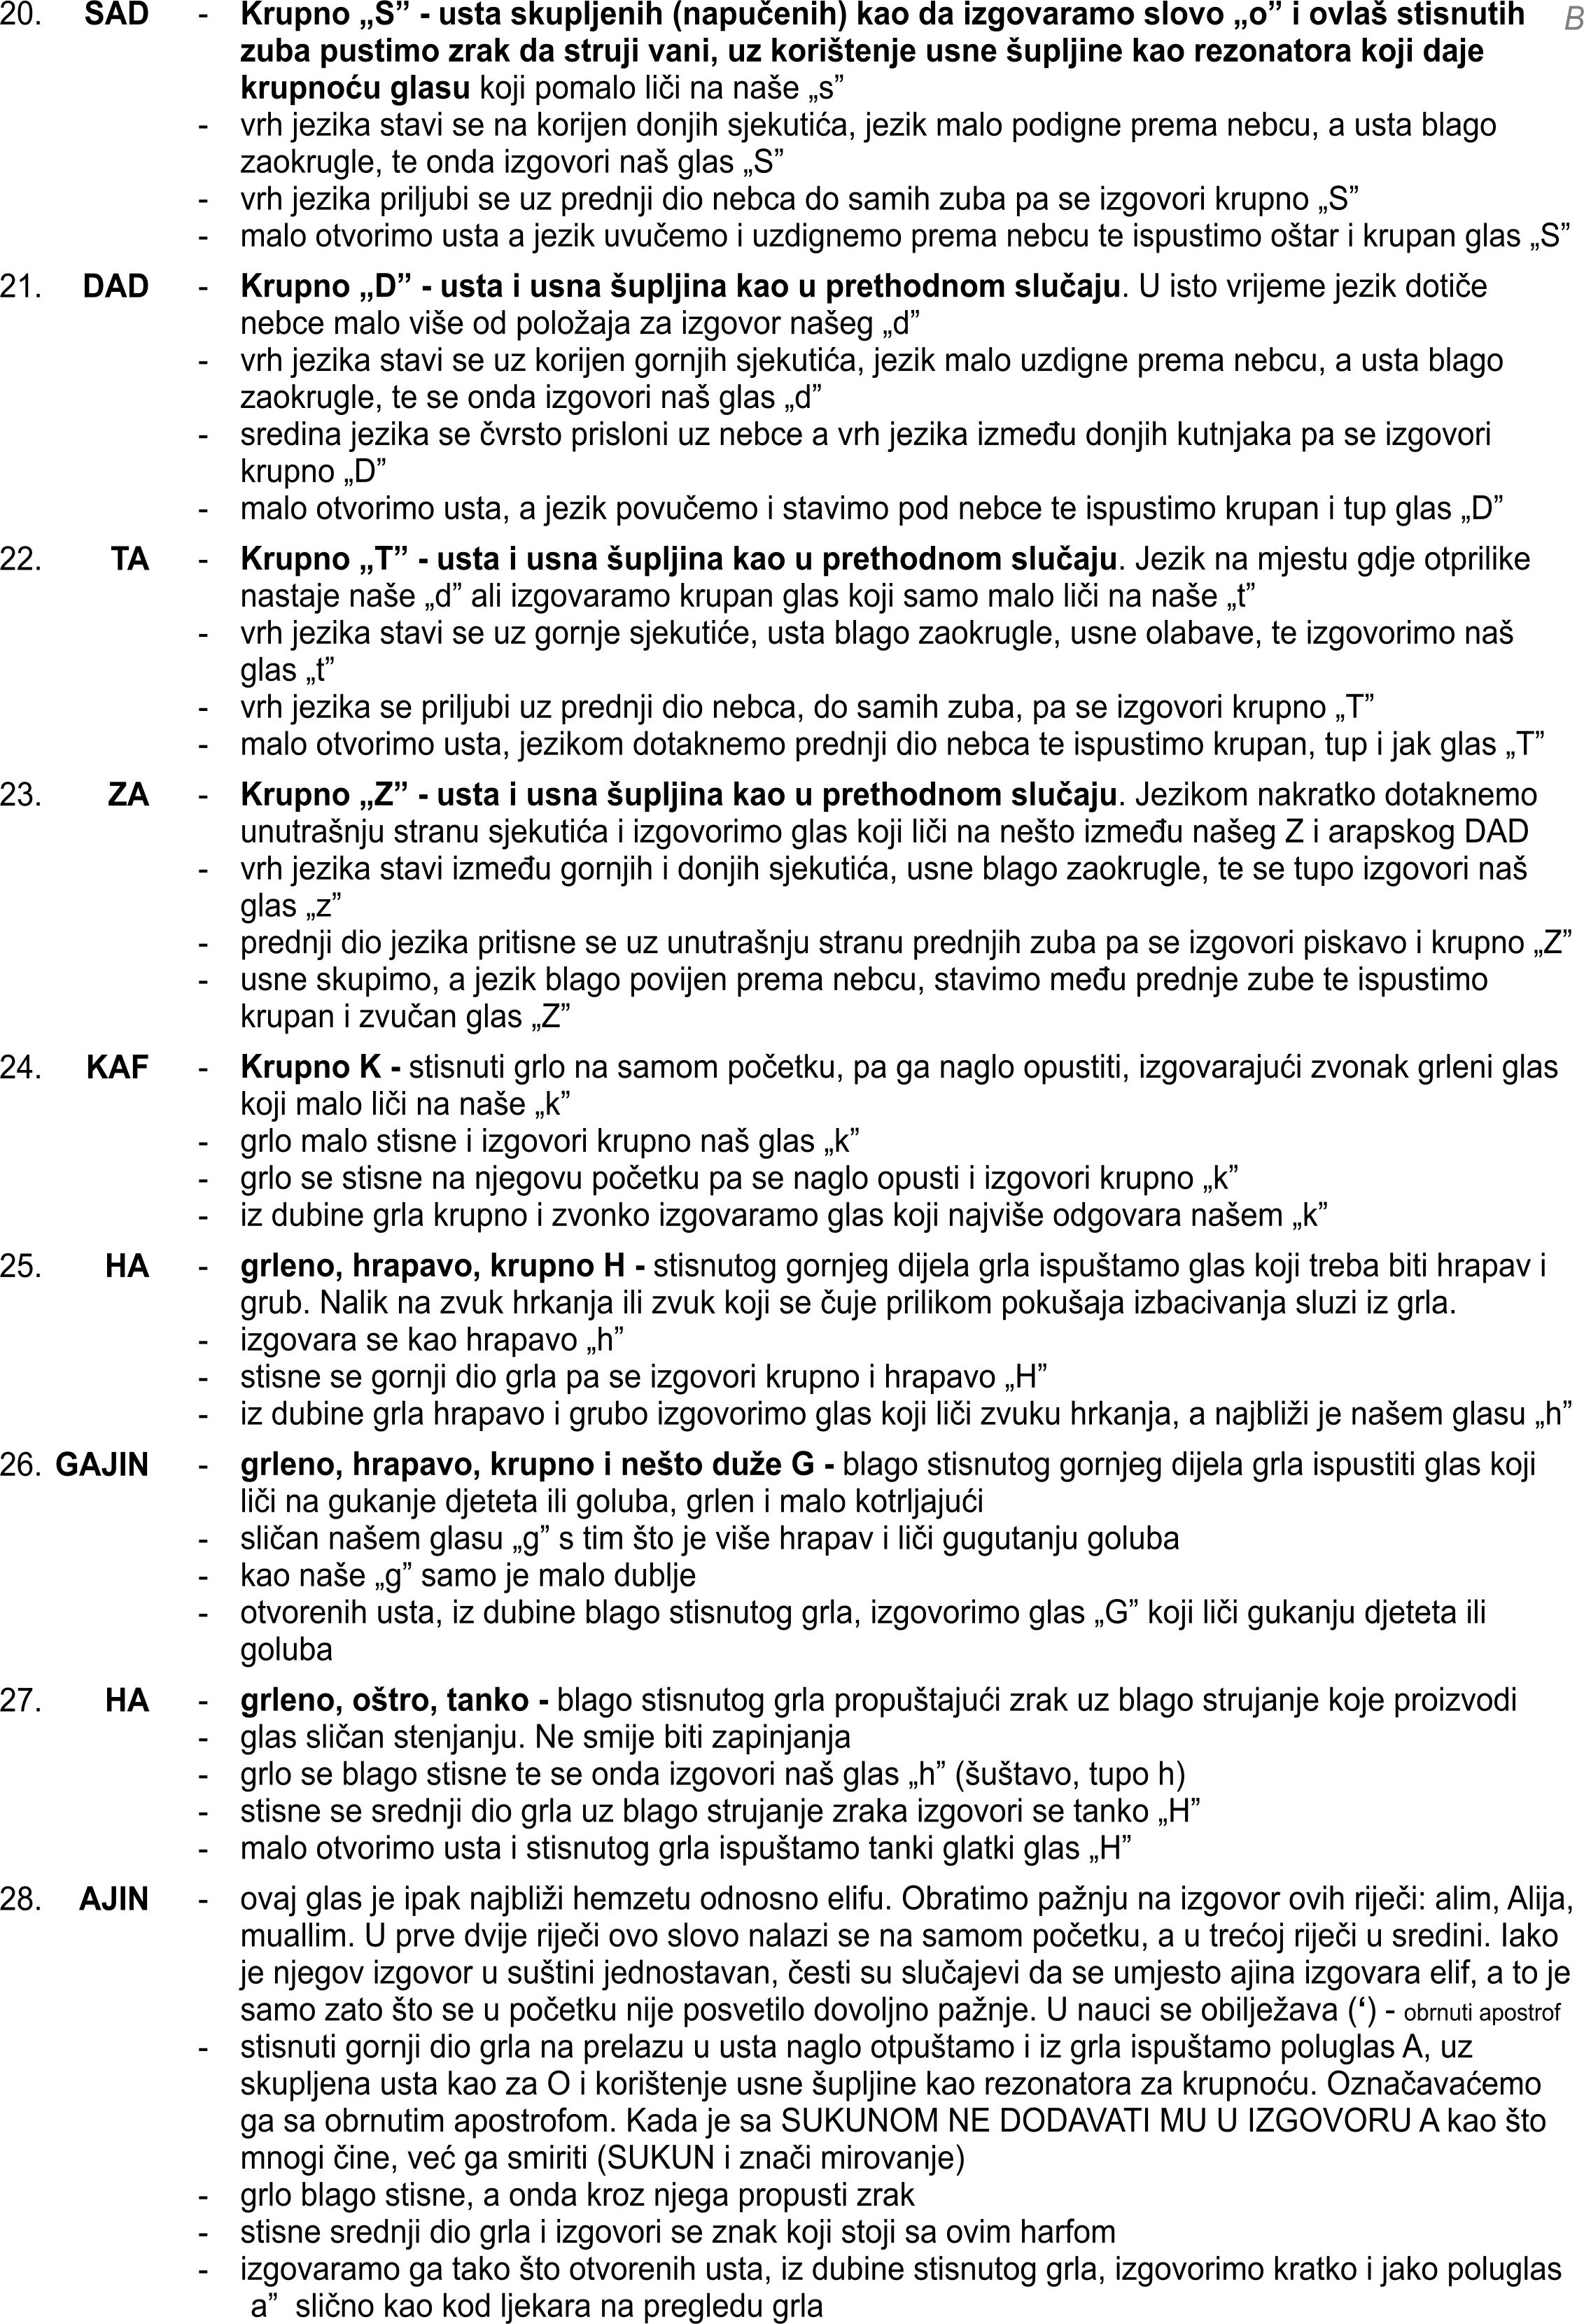 20. SAD - Krupno „S” - usta skupljenih (napučenih) kao da izgovaramo slovo „o” i ovlaš stisnutih B
zuba pustimo zrak da struji vani, uz korištenje usne šupljine kao rezonatora koji daje
krupnoću glasu koji pomalo liči na naše „s”
- vrh jezika stavi se na korijen donjih sjekutića, jezik malo podigne prema nebcu, a usta blago
zaokrugle, te onda izgovori naš glas „S”
- vrh jezika priljubi se uz prednji dio nebca do samih zuba pa se izgovori krupno „S”
- malo otvorimo usta a jezik uvučemo i uzdignemo prema nebcu te ispustimo oštar i krupan glas „S”
21. DAD - Krupno „D” - usta i usna šupljina kao u prethodnom slučaju. U isto vrijeme jezik dotiče
nebce malo više od položaja za izgovor našeg „d”
- vrh jezika stavi se uz korijen gornjih sjekutića, jezik malo uzdigne prema nebcu, a usta blago
zaokrugle, te se onda izgovori naš glas „d”
- sredina jezika se čvrsto prisloni uz nebce a vrh jezika između donjih kutnjaka pa se izgovori
krupno „D”
- malo otvorimo usta, a jezik povučemo i stavimo pod nebce te ispustimo krupan i tup glas „D”
22. TA - Krupno „T” - usta i usna šupljina kao u prethodnom slučaju. Jezik na mjestu gdje otprilike
nastaje naše „d” ali izgovaramo krupan glas koji samo malo liči na naše „t”
- vrh jezika stavi se uz gornje sjekutiće, usta blago zaokrugle, usne olabave, te izgovorimo naš
glas „t”
- vrh jezika se priljubi uz prednji dio nebca, do samih zuba, pa se izgovori krupno „T”
- malo otvorimo usta, jezikom dotaknemo prednji dio nebca te ispustimo krupan, tup i jak glas „T”
23. ZA - Krupno „Z” - usta i usna šupljina kao u prethodnom slučaju. Jezikom nakratko dotaknemo
unutrašnju stranu sjekutića i izgovorimo glas koji liči na nešto između našeg Z i arapskog DAD
- vrh jezika stavi između gornjih i donjih sjekutića, usne blago zaokrugle, te se tupo izgovori naš
glas „z”
- prednji dio jezika pritisne se uz unutrašnju stranu prednjih zuba pa se izgovori piskavo i krupno „Z”
- usne skupimo, a jezik blago povijen prema nebcu, stavimo među prednje zube te ispustimo
krupan i zvučan glas „Z”
24. KAF - Krupno K - stisnuti grlo na samom početku, pa ga naglo opustiti, izgovarajući zvonak grleni glas
koji malo liči na naše „k”
- grlo malo stisne i izgovori krupno naš glas „k”
- grlo se stisne na njegovu početku pa se naglo opusti i izgovori krupno „k”
- iz dubine grla krupno i zvonko izgovaramo glas koji najviše odgovara našem „k”
25. HA - grleno, hrapavo, krupno H - stisnutog gornjeg dijela grla ispuštamo glas koji treba biti hrapav i
grub. Nalik na zvuk hrkanja ili zvuk koji se čuje prilikom pokušaja izbacivanja sluzi iz grla.
- izgovara se kao hrapavo „h”
- stisne se gornji dio grla pa se izgovori krupno i hrapavo „H”
- iz dubine grla hrapavo i grubo izgovorimo glas koji liči zvuku hrkanja, a najbliži je našem glasu „h”
26. GAJIN - grleno, hrapavo, krupno i nešto duže G - blago stisnutog gornjeg dijela grla ispustiti glas koji
liči na gukanje djeteta ili goluba, grlen i malo kotrljajući
- sličan našem glasu „g” s tim što je više hrapav i liči gugutanju goluba
- kao naše „g” samo je malo dublje
- otvorenih usta, iz dubine blago stisnutog grla, izgovorimo glas „G” koji liči gukanju djeteta ili
goluba
27. HA - grleno, oštro, tanko - blago stisnutog grla propuštajući zrak uz blago strujanje koje proizvodi
- glas sličan stenjanju. Ne smije biti zapinjanja
- grlo se blago stisne te se onda izgovori naš glas „h” (šuštavo, tupo h)
- stisne se srednji dio grla uz blago strujanje zraka izgovori se tanko „H”
- malo otvorimo usta i stisnutog grla ispuštamo tanki glatki glas „H”
28. AJIN - ovaj glas je ipak najbliži hemzetu odnosno elifu. Obratimo pažnju na izgovor ovih riječi: alim, Alija,
muallim. U prve dvije riječi ovo slovo nalazi se na samom početku, a u trećoj riječi u sredini. Iako
je njegov izgovor u suštini jednostavan, česti su slučajevi da se umjesto ajina izgovara elif, a to je
samo zato što se u početku nije posvetilo dovoljno pažnje. U nauci se obilježava (‘) - obrnuti apostrof
- stisnuti gornji dio grla na prelazu u usta naglo otpuštamo i iz grla ispuštamo poluglas A, uz
skupljena usta kao za O i korištenje usne šupljine kao rezonatora za krupnoću. Označavaćemo
ga sa obrnutim apostrofom. Kada je sa SUKUNOM NE DODAVATI MU U IZGOVORU A kao što
mnogi čine, već ga smiriti (SUKUN i znači mirovanje)
- grlo blago stisne, a onda kroz njega propusti zrak
- stisne srednji dio grla i izgovori se znak koji stoji sa ovim harfom
- izgovaramo ga tako što otvorenih usta, iz dubine stisnutog grla, izgovorimo kratko i jako poluglas
a” slično kao kod ljekara na pregledu grla